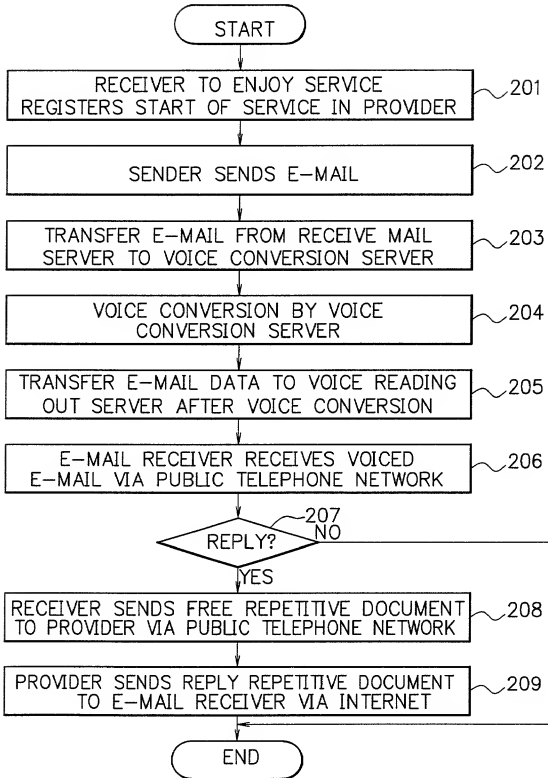 START
RECEIVER TO ENJOY SERVICE
REGISTERS START OF SERVICE IN PROVIDER
201
SENDER SENDS E-MAIL
202
TRANSFER E-MAIL FROM RECEIVE MAIL
SERVER TO VOICE CONVERSION SERVER
203
VOICE CONVERSION BY VOICE
CONVERSION SERVER
204
TRANSFER E-MAIL DATA TO VOICE READING
OUT SERVER AFTER VOICE CONVERSION
205
E-MAIL RECEIVER RECEIVES VOICED
E-MAIL VIA PUBLIC TELEPHONE NETWORK
206
207
REPLY?
NO
YES
RECEIVER SENDS FREE REPETITIVE DOCUMENT
TO PROVIDER VIA PUBLIC TELEPHONE NETWORK
208
PROVIDER SENDS REPLY REPETITIVE DOCUMENT
TO E-MAIL RECEIVER VIA INTERNET
209
END